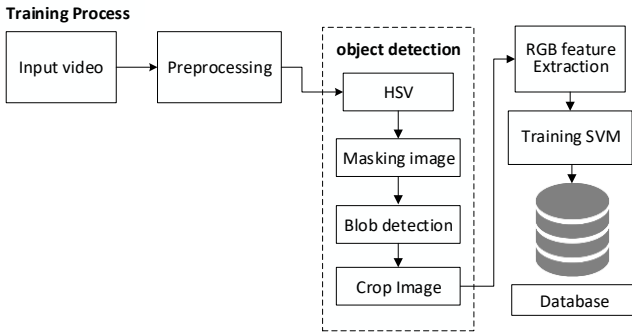 Training Process
Input video
Preprocessing
object detection
HSV
Masking image
Blob detection
Crop Image
RGB feature
Extraction
Training SVM
Database